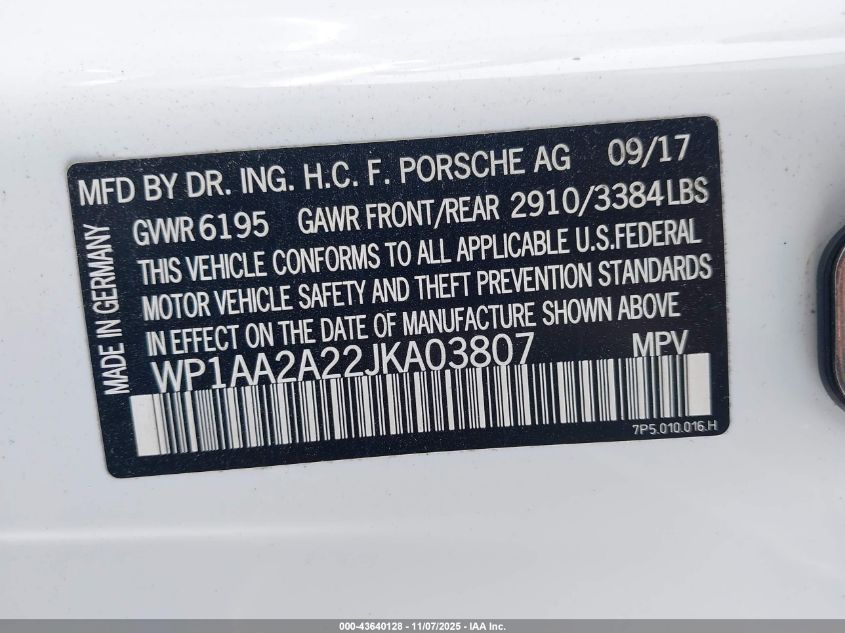 MFD BY DR. ING. H.C. F. PORSCHE AG 09/17
GVWR 6195 GAWR FRONT/REAR 2910/3384 LBS
THIS VEHICLE CONFORMS TO ALL APPLICABLE U.S.FEDERAL
MOTOR VEHICLE SAFETY AND THEFT PREVENTION STANDARDS
IN EFFECT ON THE DATE OF MANUFACTURE SHOWN ABOVE
WP1AA2A22JKA03807 MPV
7P5.010.016.H
MADE IN GERMANY
000-43640128 - 11/07/2025 - IAA Inc.